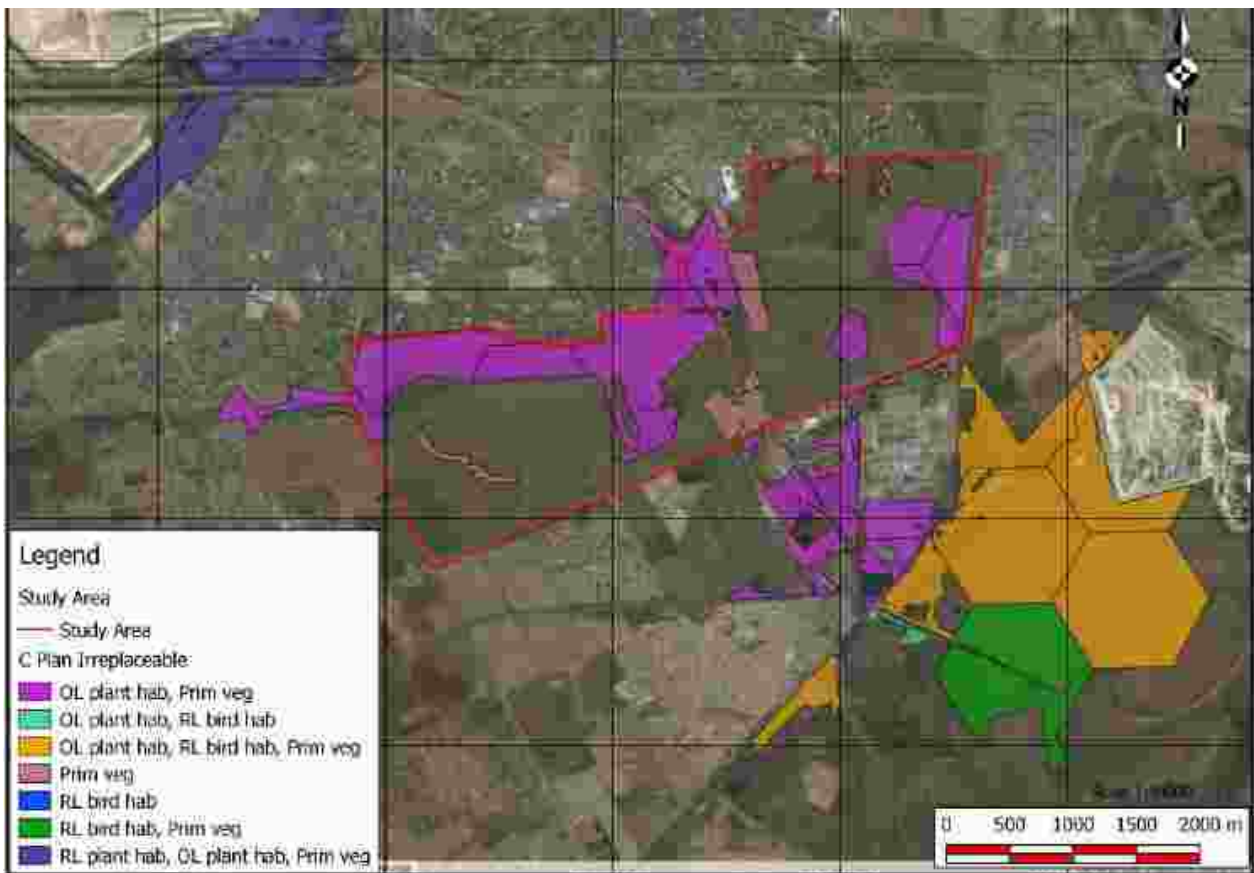 N
Legend
Study Area
Study Area
C Plan Irreplaceable
OL plant hab, Prim veg
OL plant hab, RL bird hab
OL plant hab, RL bird hab, Prim veg
Prim veg
RL bird hab
RL bird hab, Prim veg
RL plant hab, OL plant hab, Prim veg
0 500 1000 1500 2000 m